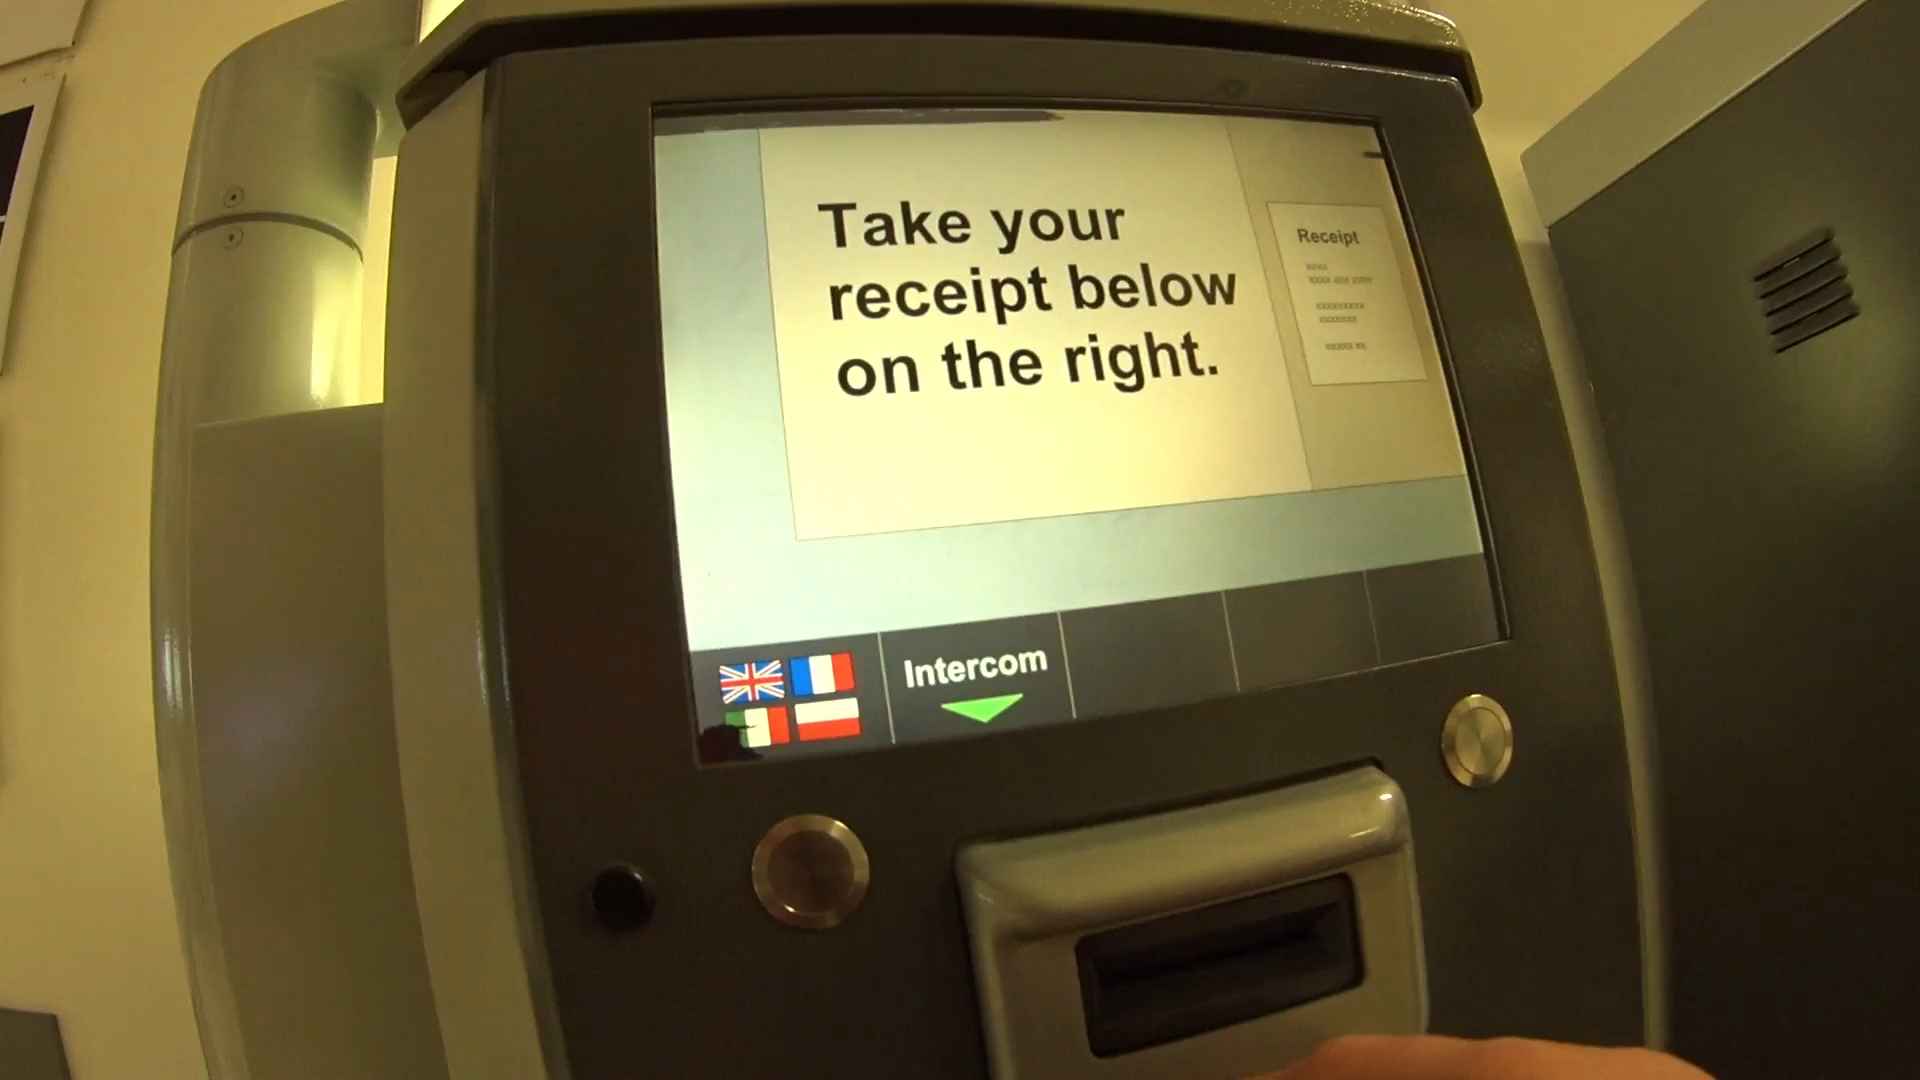 Take your
receipt below
on the right.
Receipt
Intercom